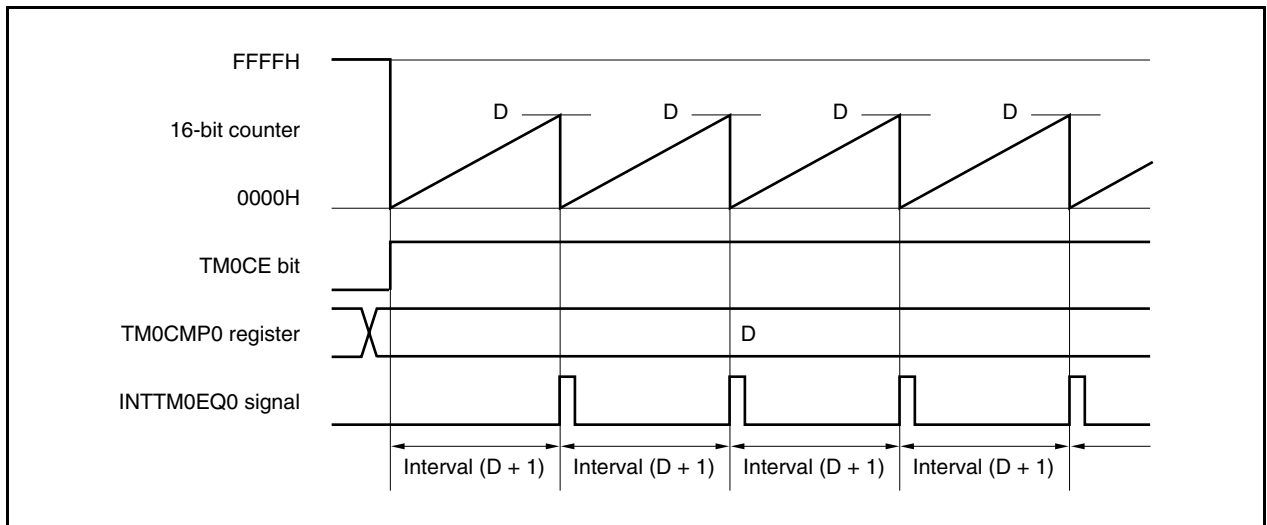 FFFFH
D D D D
16-bit counter
0000H
TM0CE bit
TM0CMP0 register D
INTTM0EQ0 signal
Interval (D + 1) Interval (D + 1) Interval (D + 1) Interval (D + 1)